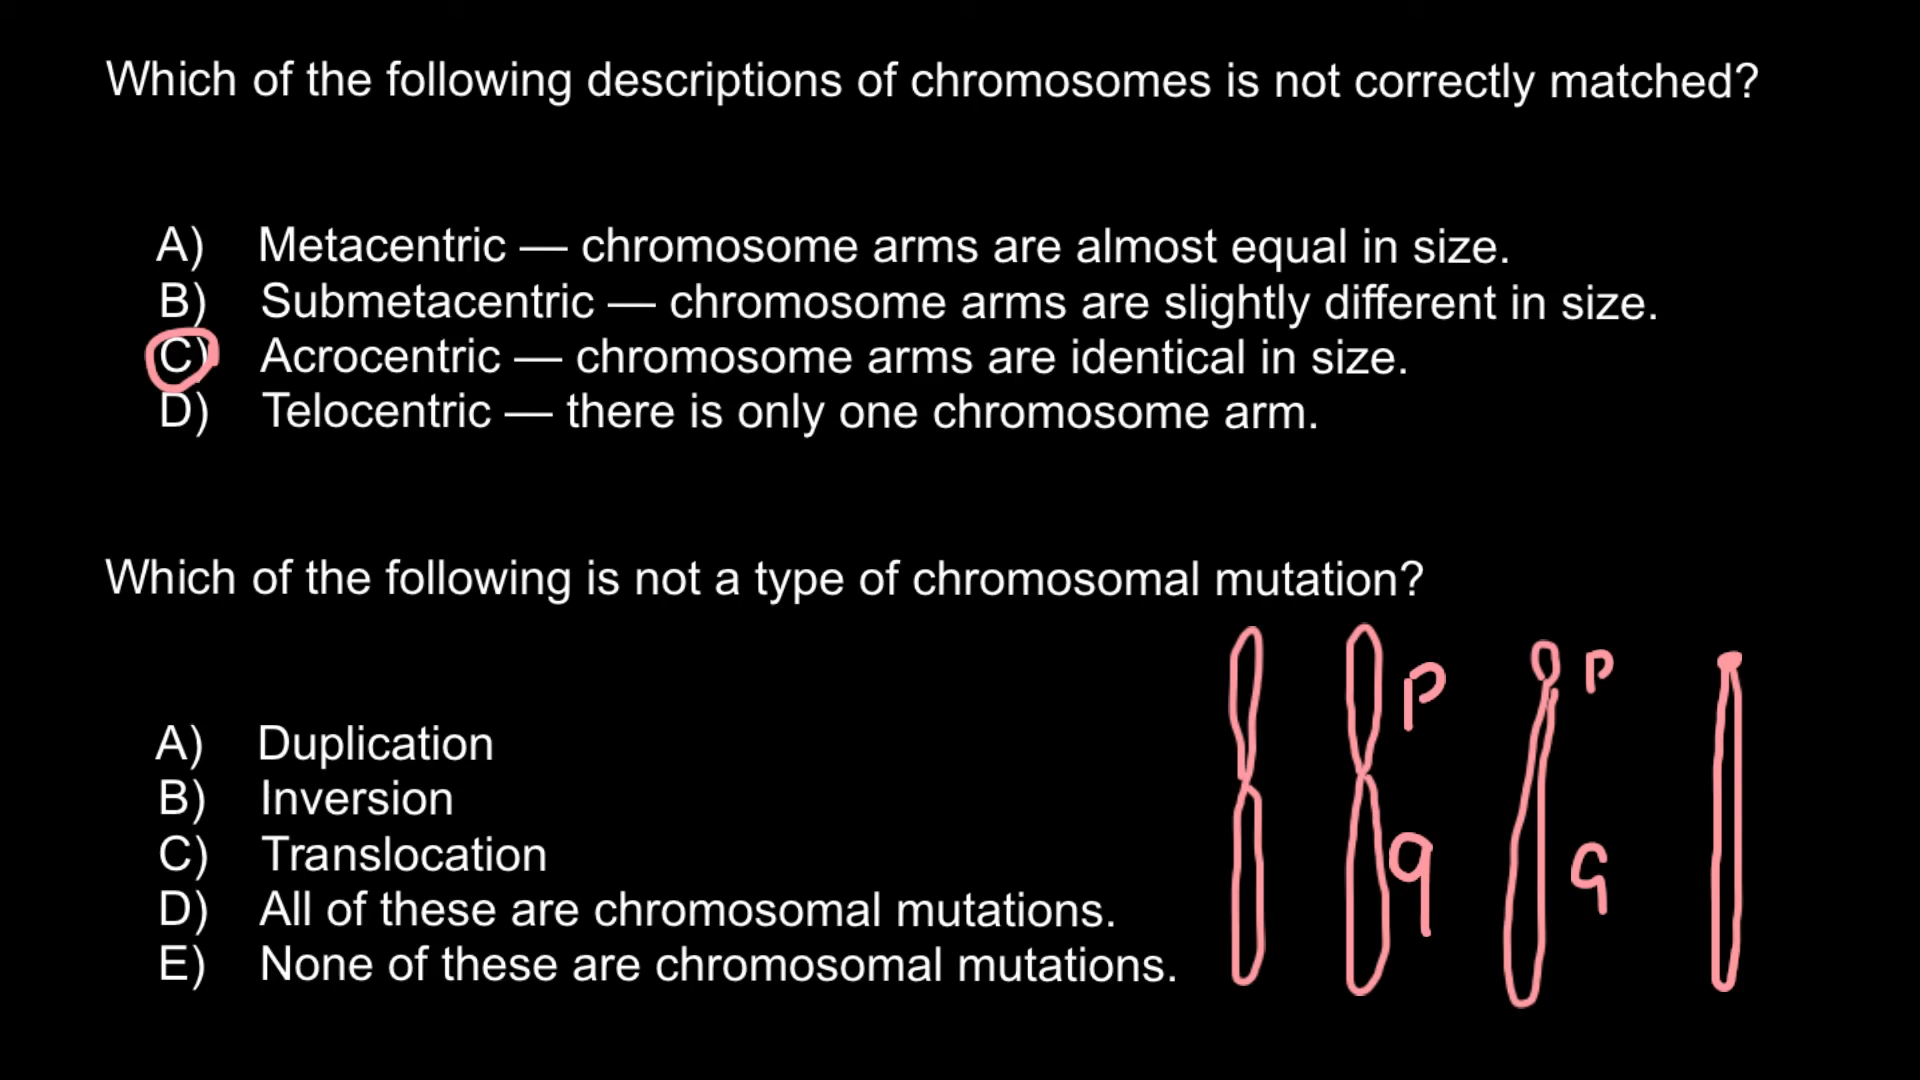 Which of the following descriptions of chromosomes is not correctly matched?
A) Metacentric — chromosome arms are almost equal in size.
B) Submetacentric — chromosome arms are slightly different in size.
C) Acrocentric — chromosome arms are identical in size.
D) Telocentric — there is only one chromosome arm.
Which of the following is not a type of chromosomal mutation?
A) Duplication
B) Inversion
C) Translocation
D) All of these are chromosomal mutations.
E) None of these are chromosomal mutations.
p p
q q